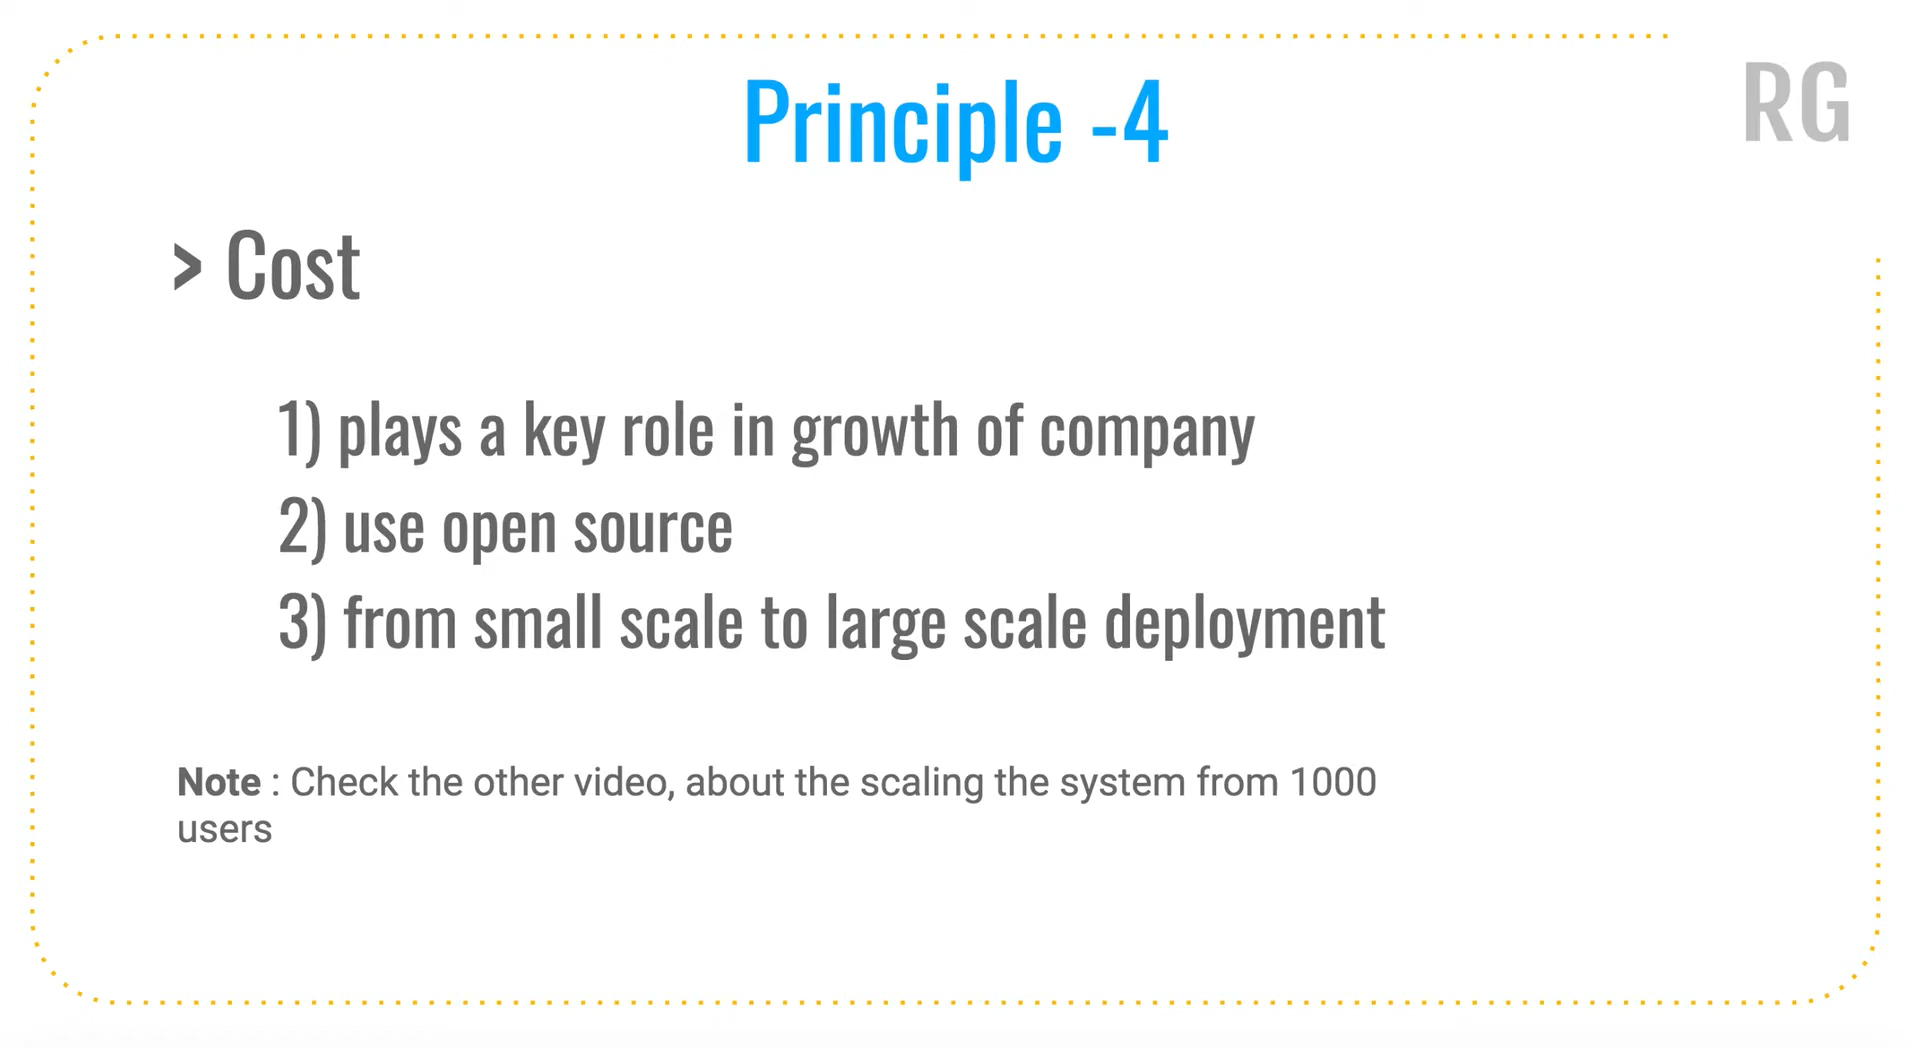 Principle -4
RG
> Cost
1) plays a key role in growth of company
2) use open source
3) from small scale to large scale deployment
Note : Check the other video, about the scaling the system from 1000
users